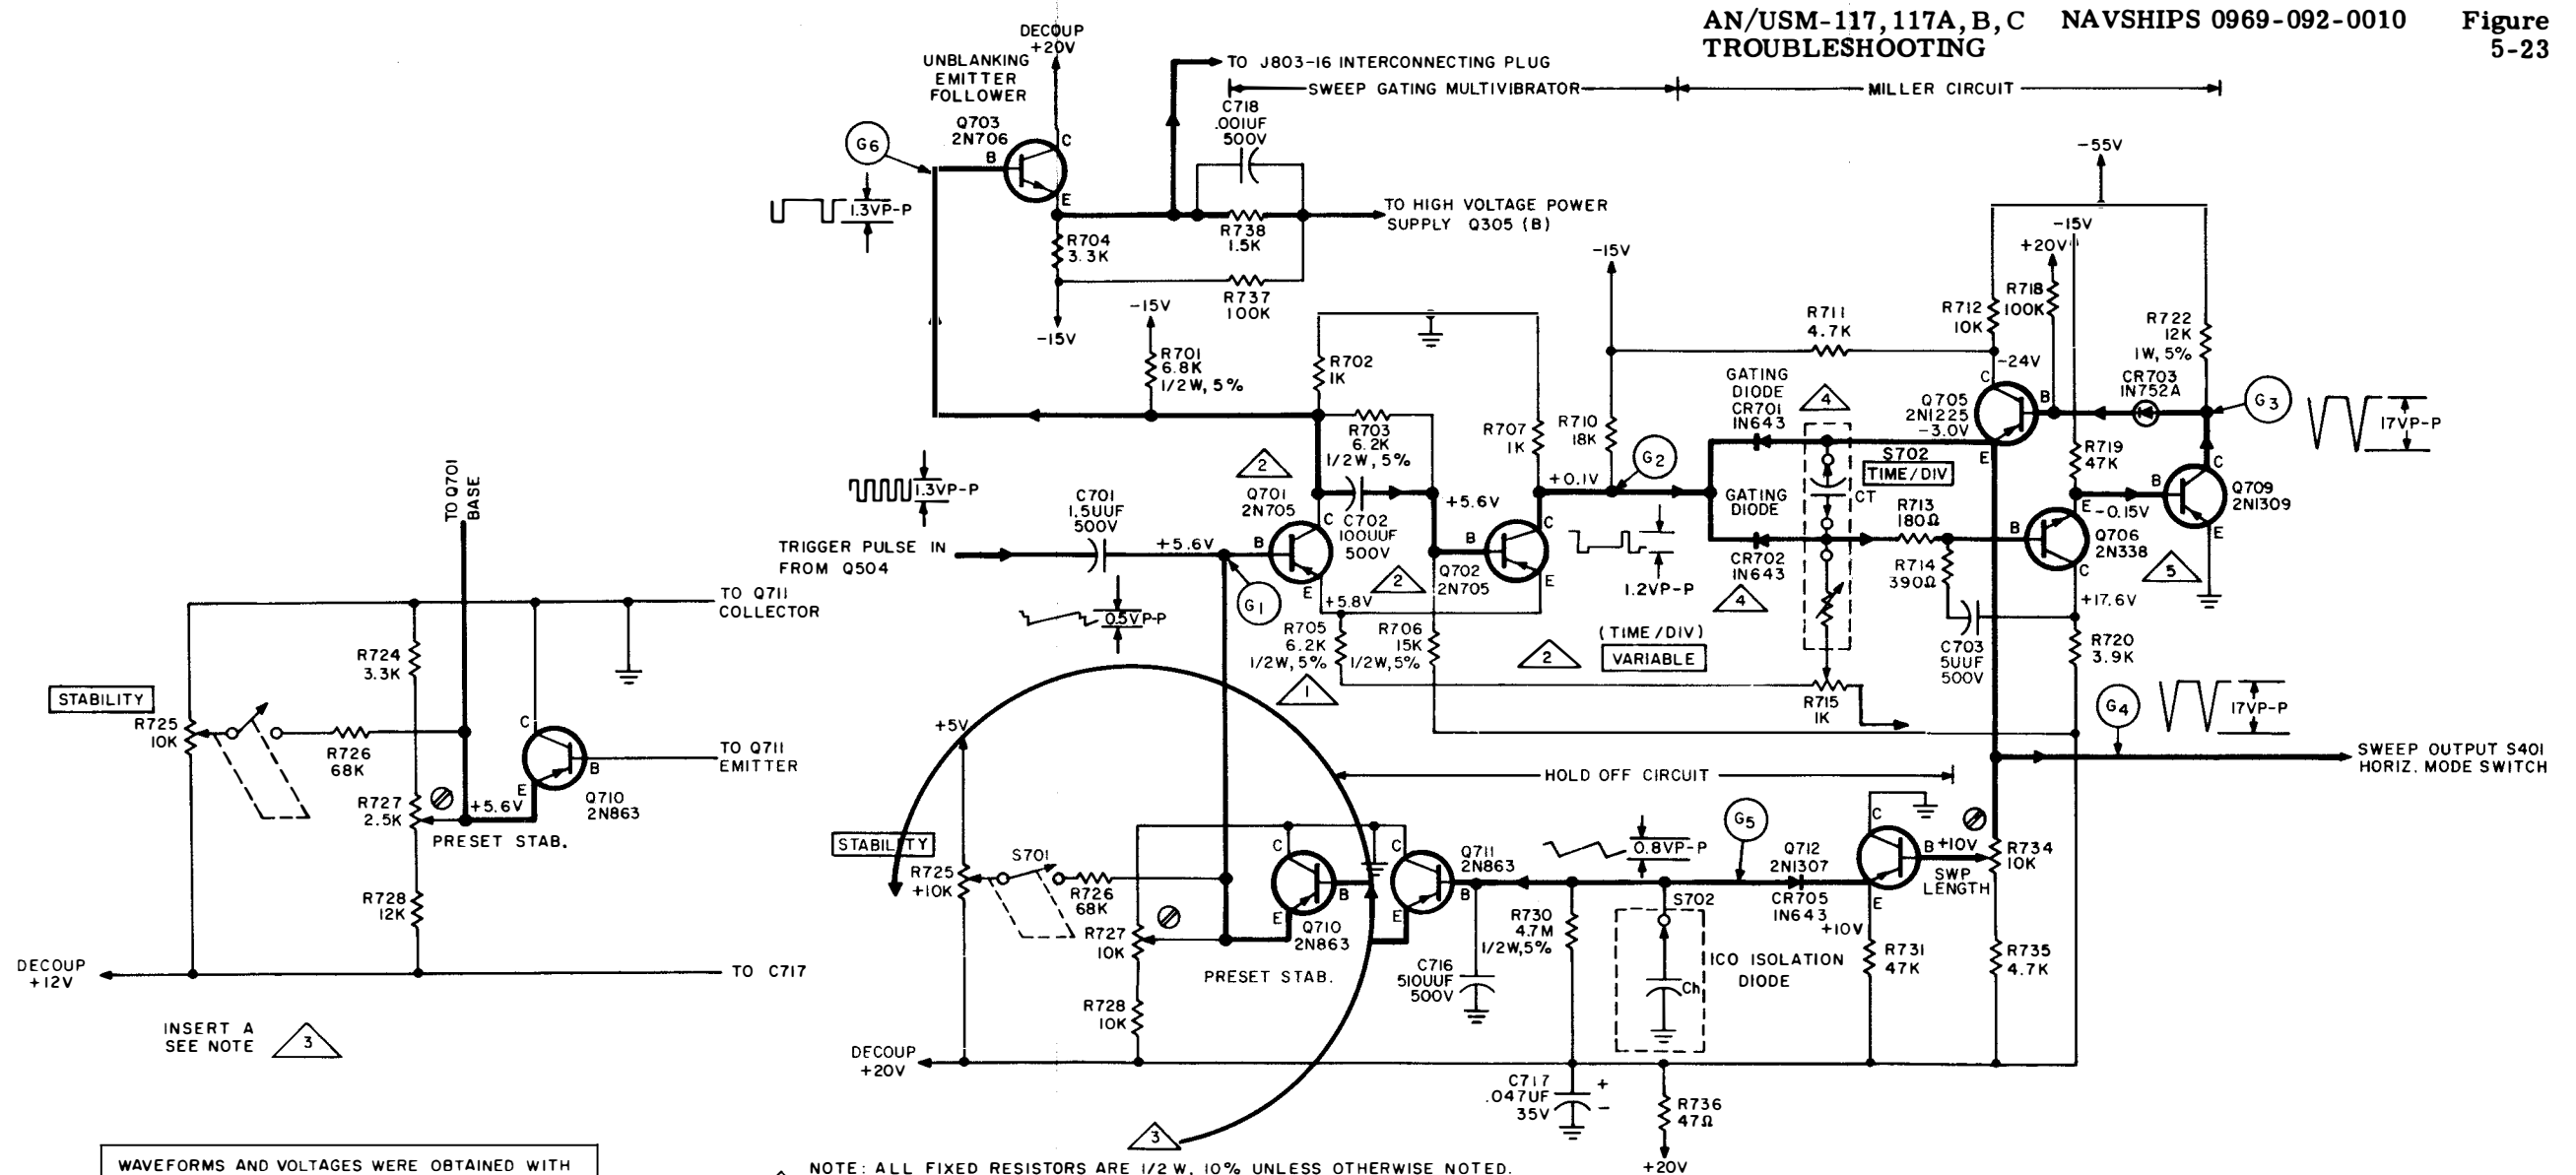 AN/USM-117, 117A, B, C NAVSHIPS 0969-092-0010 Figure
TROUBLESHOOTING 5-23
DECOUP
+20V
UNBLANKING
EMITTER
FOLLOWER
Q703
2N706
B
C
E
G6
1.3VP-P
TO J803-16 INTERCONNECTING PLUG
SWEEP GATING MULTIVIBRATOR
MILLER CIRCUIT
C718
.001UF
500V
R738
1.5K
TO HIGH VOLTAGE POWER
SUPPLY Q305 (B)
R704
3.3K
R737
100K
-15V
-15V
R701
6.8K
1/2W, 5%
R702
1K
R703
6.2K
1/2W, 5%
R707
1K
-15V
R710
18K
G2
R711
4.7K
-55V
-15V
+20V
R712
10K
R718
100K
R722
12K
1W, 5%
-24V
C
CR703
1N752A
G3
17VP-P
Q705
2N1225
-3.0V
B
E
GATING
DIODE
CR701
1N643
4
S702
TIME/DIV
CT
R719
47K
C
B
Q709
2N1309
E
5
E
-0.15V
Q706
2N338
B
C
+17.6V
R713
180Ω
R714
390Ω
C703
5UUF
500V
R720
3.9K
GATING
DIODE
CR702
1N643
4
+0.1V
1.2VP-P
2
Q701
2N705
C
B
E
+5.8V
C702
100UUF
500V
+5.6V
2
Q702
2N705
B
C
E
1.3VP-P
C701
1.5UUF
500V
+5.6V
TRIGGER PULSE IN
FROM Q504
G1
0.5VP-P
R705
6.2K
1/2W, 5%
1
R706
15K
1/2W, 5%
2
(TIME/DIV)
VARIABLE
R715
1K
G4
17VP-P
SWEEP OUTPUT S401
HORIZ. MODE SWITCH
HOLD OFF CIRCUIT
TO Q701
BASE
TO Q711
COLLECTOR
R724
3.3K
STABILITY
R725
10K
R726
68K
R727
2.5K
+5.6V
C
E
B
Q710
2N863
TO Q711
EMITTER
PRESET STAB.
R728
12K
DECOUP
+12V
TO C717
INSERT A
SEE NOTE 3
+5V
STABILITY
R725
+10K
S701
R726
68K
R727
10K
R728
10K
C
E
B
Q710
2N863
PRESET STAB.
C
Q711
2N863
E
B
C716
510UUF
500V
R730
4.7M
1/2W,5%
0.8VP-P
G5
S702
Ch
Q712
2N1307
CR705
1N643
+10V
ICO ISOLATION
DIODE
C
B
E
+10V
SWP
LENGTH
R734
10K
R731
47K
R735
4.7K
DECOUP
+20V
C717
.047UF
35V
+
-
R736
47Ω
+20V
3
WAVEFORMS AND VOLTAGES WERE OBTAINED WITH
NOTE: ALL FIXED RESISTORS ARE 1/2 W, 10% UNLESS OTHERWISE NOTED.